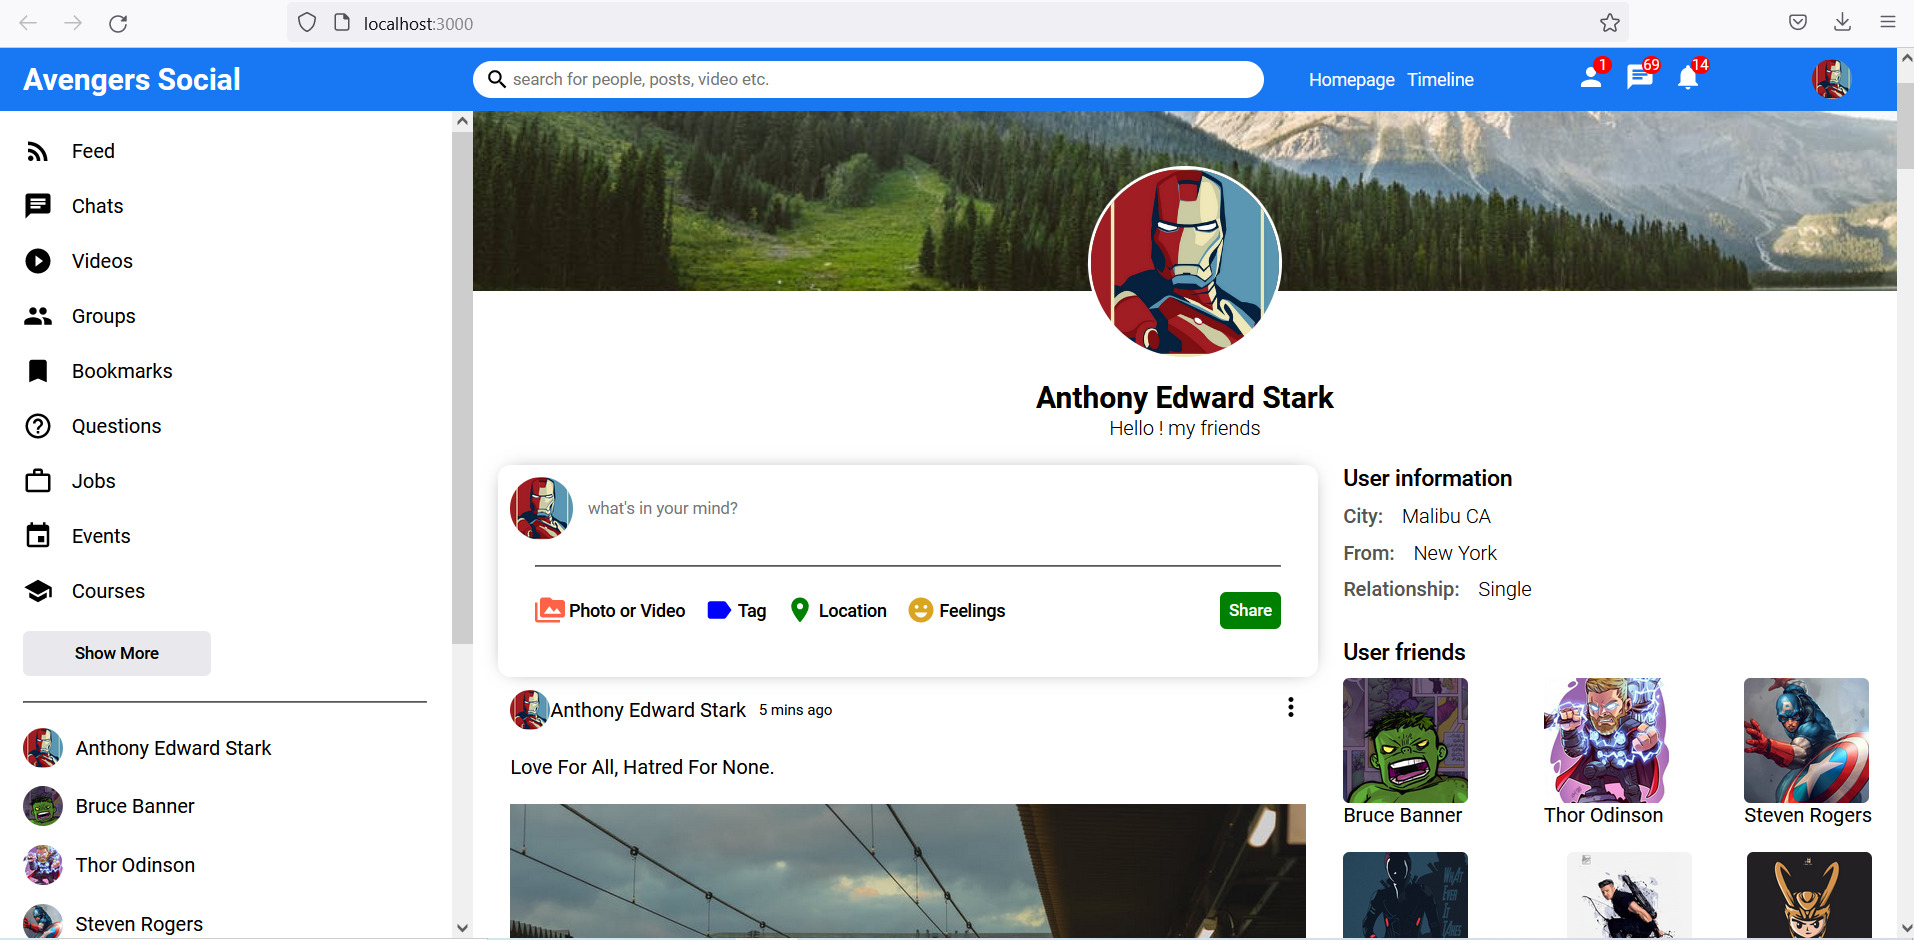 localhost:3000
Avengers Social
search for people, posts, video etc.
Homepage Timeline
1
69
14
Feed
Chats
Videos
Groups
Bookmarks
Questions
Jobs
Events
Courses
Show More
Anthony Edward Stark
Bruce Banner
Thor Odinson
Steven Rogers
Anthony Edward Stark
Hello ! my friends
what's in your mind?
Photo or Video Tag Location Feelings Share
Anthony Edward Stark 5 mins ago
Love For All, Hatred For None.
User information
City: Malibu CA
From: New York
Relationship: Single
User friends
Bruce Banner Thor Odinson Steven Rogers
WhAT
EvER
IT
TAKES